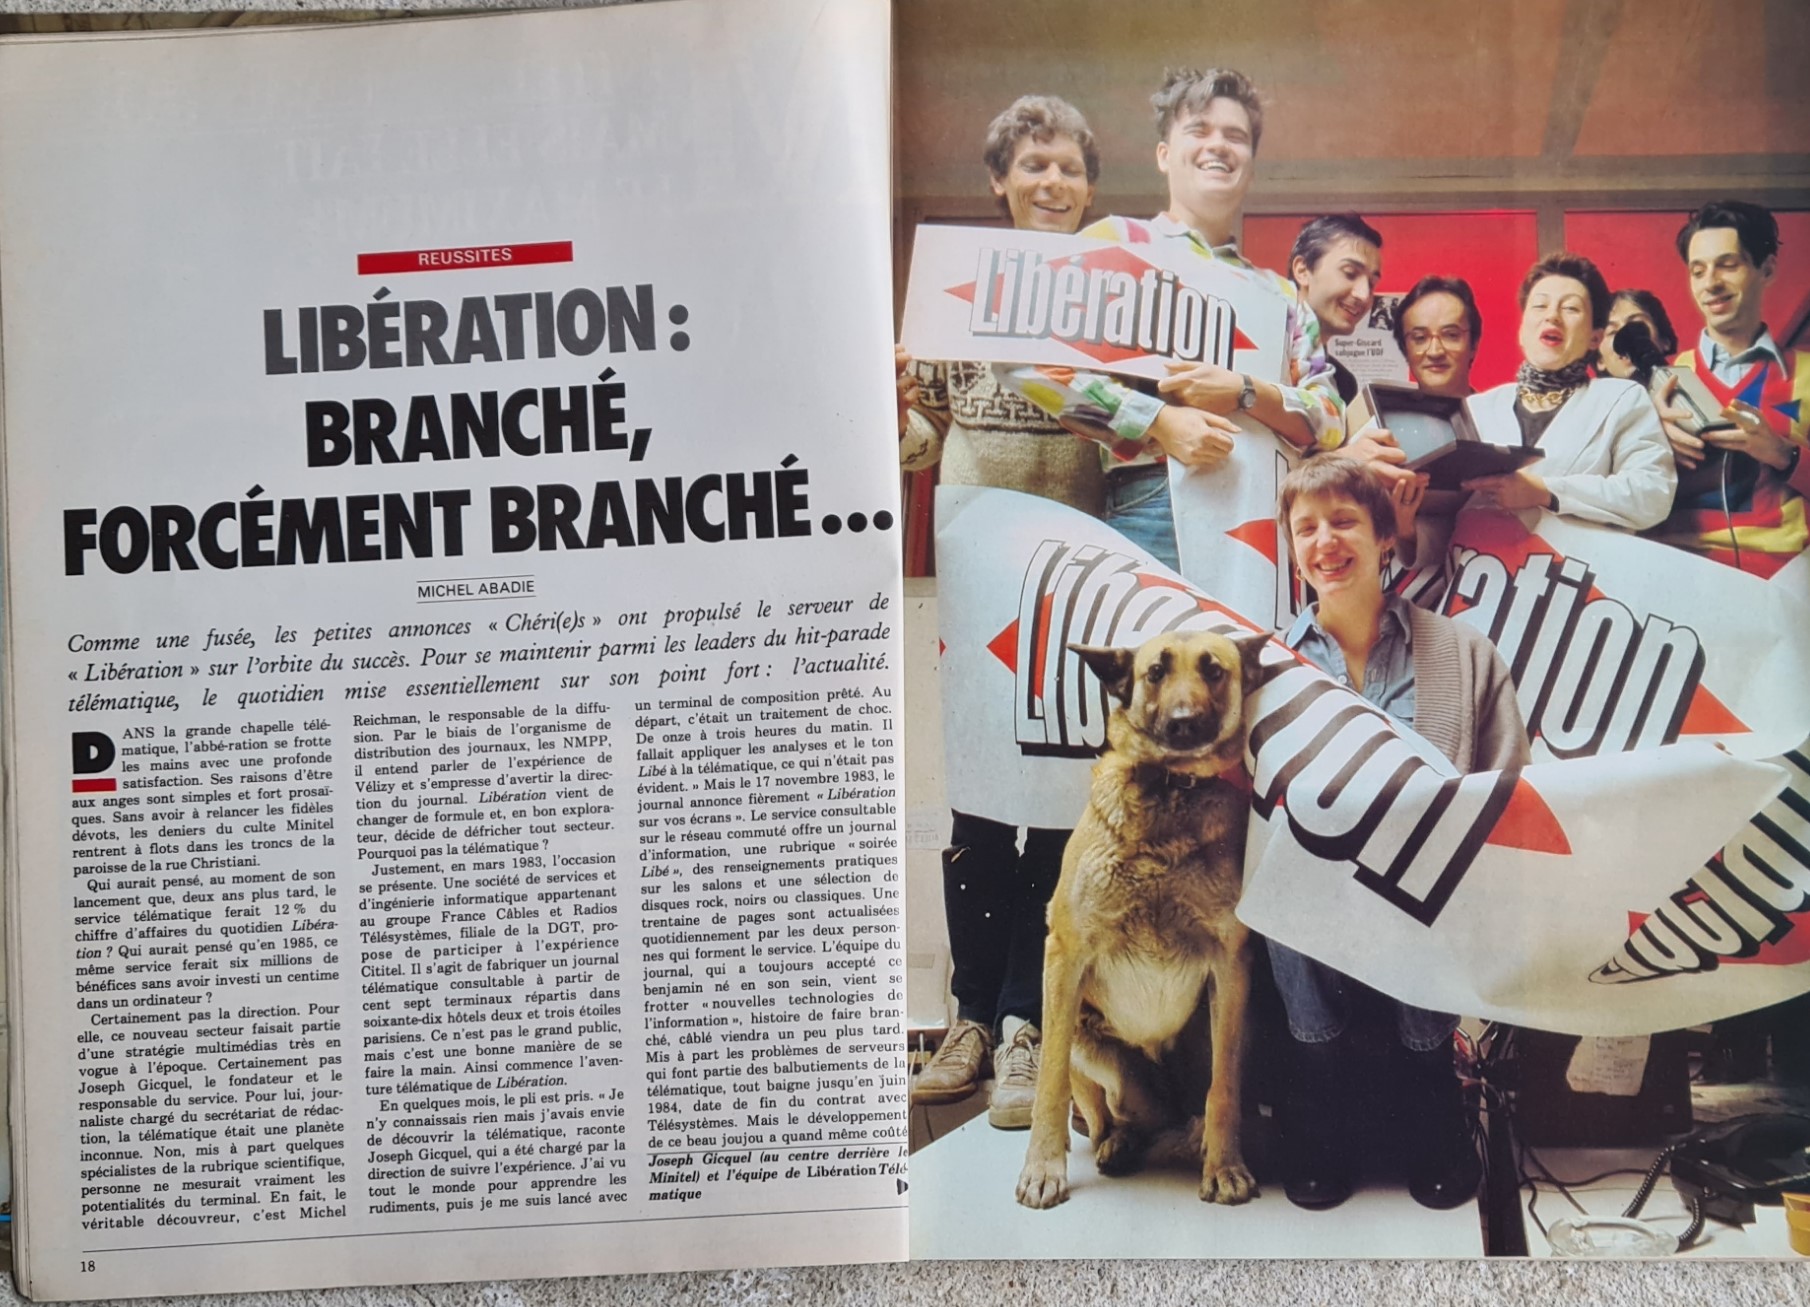 REUSSITES
LIBÉRATION :
BRANCHÉ,
FORCÉMENT BRANCHÉ...
MICHEL ABADIE
Comme une fusée, les petites annonces « Chéri(e)s » ont propulsé le serveur de
« Libération » sur l'orbite du succès. Pour se maintenir parmi les leaders du hit-parade
télématique, le quotidien mise essentiellement sur son point fort : l'actualité.
DANS la grande chapelle télé-
matique, l'abbé-ration se frotte
les mains avec une profonde
satisfaction. Ses raisons d'être
aux anges sont simples et fort prosaï-
ques. Sans avoir à relancer les fidèles
dévots, les deniers du culte Minitel
rentrent à flots dans les troncs de la
paroisse de la rue Christiani.
Qui aurait pensé, au moment de son
lancement que, deux ans plus tard, le
service télématique ferait 12 % du
chiffre d'affaires du quotidien Libéra-
tion ? Qui aurait pensé qu'en 1985, ce
même service ferait six millions de
bénéfices sans avoir investi un centime
dans un ordinateur ?
Certainement pas la direction. Pour
elle, ce nouveau secteur faisait partie
d'une stratégie multimédias très en
vogue à l'époque. Certainement pas
Joseph Gicquel, le fondateur et le
responsable du service. Pour lui, jour-
naliste chargé du secrétariat de rédac-
tion, la télématique était une planète
inconnue. Non, mis à part quelques
spécialistes de la rubrique scientifique,
personne ne mesurait vraiment les
potentialités du terminal. En fait, le
véritable découvreur, c'est Michel
Reichman, le responsable de la diffu-
sion. Par le biais de l'organisme de
distribution des journaux, les NMPP,
il entend parler de l'expérience de
Vélizy et s'empresse d'avertir la direc-
tion du journal. Libération vient de
changer de formule et, en bon explora-
teur, décide de défricher tout secteur.
Pourquoi pas la télématique ?
Justement, en mars 1983, l'occasion
se présente. Une société de services et
d'ingénierie informatique appartenant
au groupe France Câbles et Radios
Télésystèmes, filiale de la DGT, pro-
pose de participer à l'expérience
Cititel. Il s'agit de fabriquer un journal
télématique consultable à partir de
cent sept terminaux répartis dans
soixante-dix hôtels deux et trois étoiles
parisiens. Ce n'est pas le grand public,
mais c'est une bonne manière de se
faire la main. Ainsi commence l'aven-
ture télématique de Libération.
En quelques mois, le pli est pris. « Je
n'y connaissais rien mais j'avais envie
de découvrir la télématique, raconte
Joseph Gicquel, qui a été chargé par la
direction de suivre l'expérience. J'ai vu
tout le monde pour apprendre les
rudiments, puis je me suis lancé avec
un terminal de composition prêté. Au
départ, c'était un traitement de choc.
De onze à trois heures du matin. Il
fallait appliquer les analyses et le ton
Libé à la télématique, ce qui n'était pas
évident. » Mais le 17 novembre 1983, le
journal annonce fièrement « Libération
sur vos écrans ». Le service consultable
sur le réseau commuté offre un journal
d'information, une rubrique « soirée
Libé », des renseignements pratiques
sur les salons et une sélection de
disques rock, noirs ou classiques. Une
trentaine de pages sont actualisées
quotidiennement par les deux person-
nes qui forment le service. L'équipe du
journal, qui a toujours accepté ce
benjamin né en son sein, vient se
frotter « nouvelles technologies de
l'information », histoire de faire bran-
ché, câblé viendra un peu plus tard.
Mis à part les problèmes de serveurs
qui font partie des balbutiements de la
télématique, tout baigne jusqu'en juin
1984, date de fin du contrat avec
Télésystèmes. Mais le développement
de ce beau joujou a quand même coûté
Joseph Gicquel (au centre derrière le
Minitel) et l'équipe de Libération Télé-
matique
18
Libération
Super-Giscard
subjugue l'UDF
Libération
ration